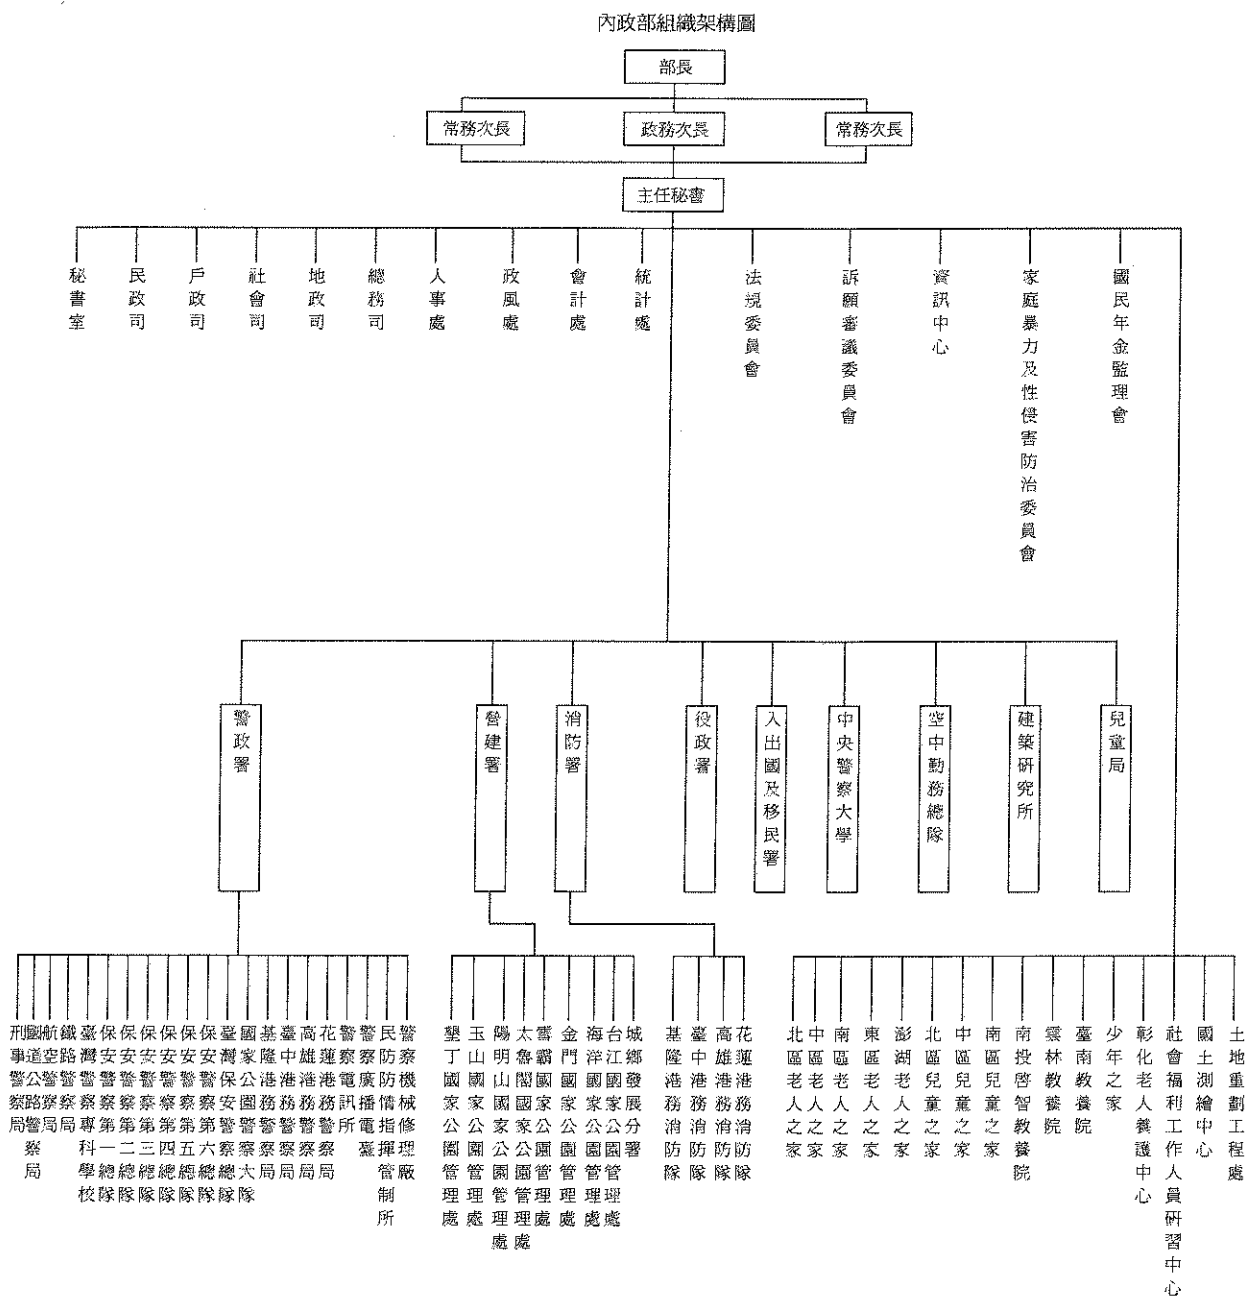 內政部組織架構圖
部長
常務次長
政務次長
常務次長
主任秘書
秘書室
民政司
戶政司
社會司
地政司
總務司
人事處
政風處
會計處
統計處
法規委員會
訴願審議委員會
資訊中心
家庭暴力及性侵害防治委員會
國民年金監理會
警政署
營建署
消防署
役政署
入出國及移民署
中央警察大學
空中勤務總隊
建築研究所
兒童局
刑事警察局
國道公路警察局
航空警察局
鐵路警察局
臺灣警察專科學校
保安警察第一總隊
保安警察第二總隊
保安警察第三總隊
保安警察第四總隊
保安警察第五總隊
保安警察第六總隊
臺灣保安警察總隊
國家公園警察大隊
基隆港務警察局
臺中港務警察局
高雄港務警察局
花蓮港務警察局
警察電訊所
警察廣播電臺
民防防情指揮管制所
警察機械修理廠
墾丁國家公園管理處
玉山國家公園管理處
陽明山國家公園管理處
太魯閣國家公園管理處
雪霸國家公園管理處
金門國家公園管理處
海洋國家公園管理處
台江國家公園管理處
城鄉發展分署
基隆港務消防隊
臺中港務消防隊
高雄港務消防隊
花蓮港務消防隊
北區老人之家
中區老人之家
南區老人之家
東區老人之家
澎湖老人之家
北區兒童之家
中區兒童之家
南區兒童之家
南投啓智教養院
雲林教養院
臺南教養院
少年之家
彰化老人養護中心
社會福利工作人員研習中心
國土測繪中心
土地重劃工程處